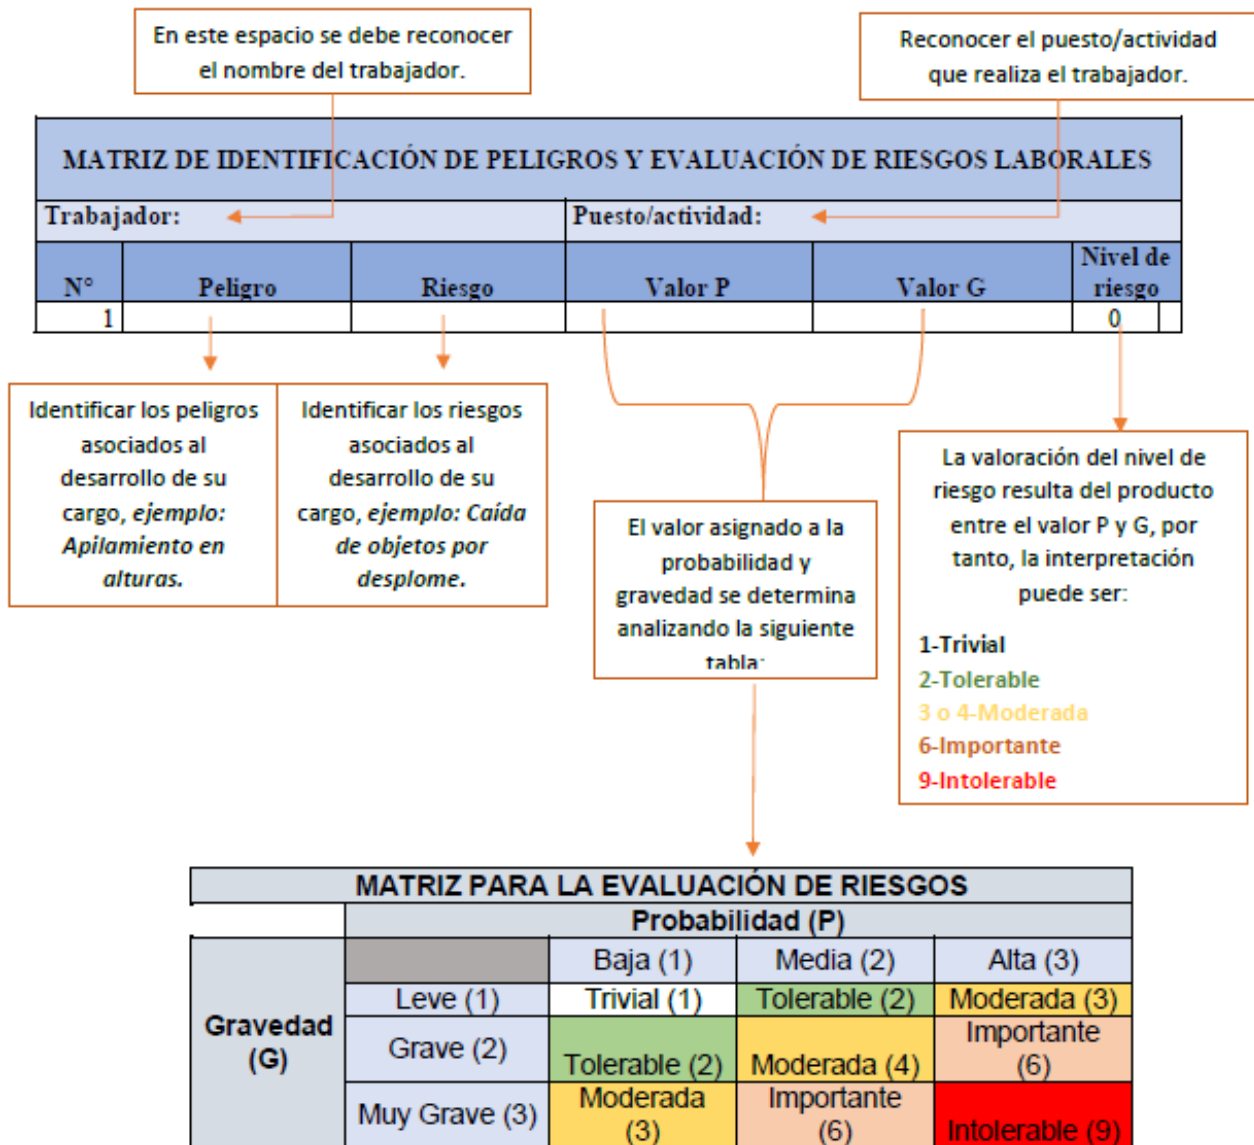 En este espacio se debe reconocer
el nombre del trabajador.
Reconocer el puesto/actividad
que realiza el trabajador.
MATRIZ DE IDENTIFICACIÓN DE PELIGROS Y EVALUACIÓN DE RIESGOS LABORALES
Trabajador: Puesto/actividad:
N° Peligro Riesgo Valor P Valor G Nivel de
riesgo
1 0
Identificar los peligros
asociados al
desarrollo de su
cargo, ejemplo:
Apilamiento en
alturas.
Identificar los riesgos
asociados al
desarrollo de su
cargo, ejemplo: Caída
de objetos por
desplome.
El valor asignado a la
probabilidad y
gravedad se determina
analizando la siguiente
tabla:
La valoración del nivel de
riesgo resulta del producto
entre el valor P y G, por
tanto, la interpretación
puede ser:
1-Trivial
2-Tolerable
3 o 4-Moderada
6-Importante
9-Intolerable
MATRIZ PARA LA EVALUACIÓN DE RIESGOS
Probabilidad (P)
Baja (1) Media (2) Alta (3)
Gravedad
(G)
Leve (1) Trivial (1) Tolerable (2) Moderada (3)
Grave (2) Tolerable (2) Moderada (4) Importante
(6)
Muy Grave (3) Moderada
(3) Importante
(6) Intolerable (9)